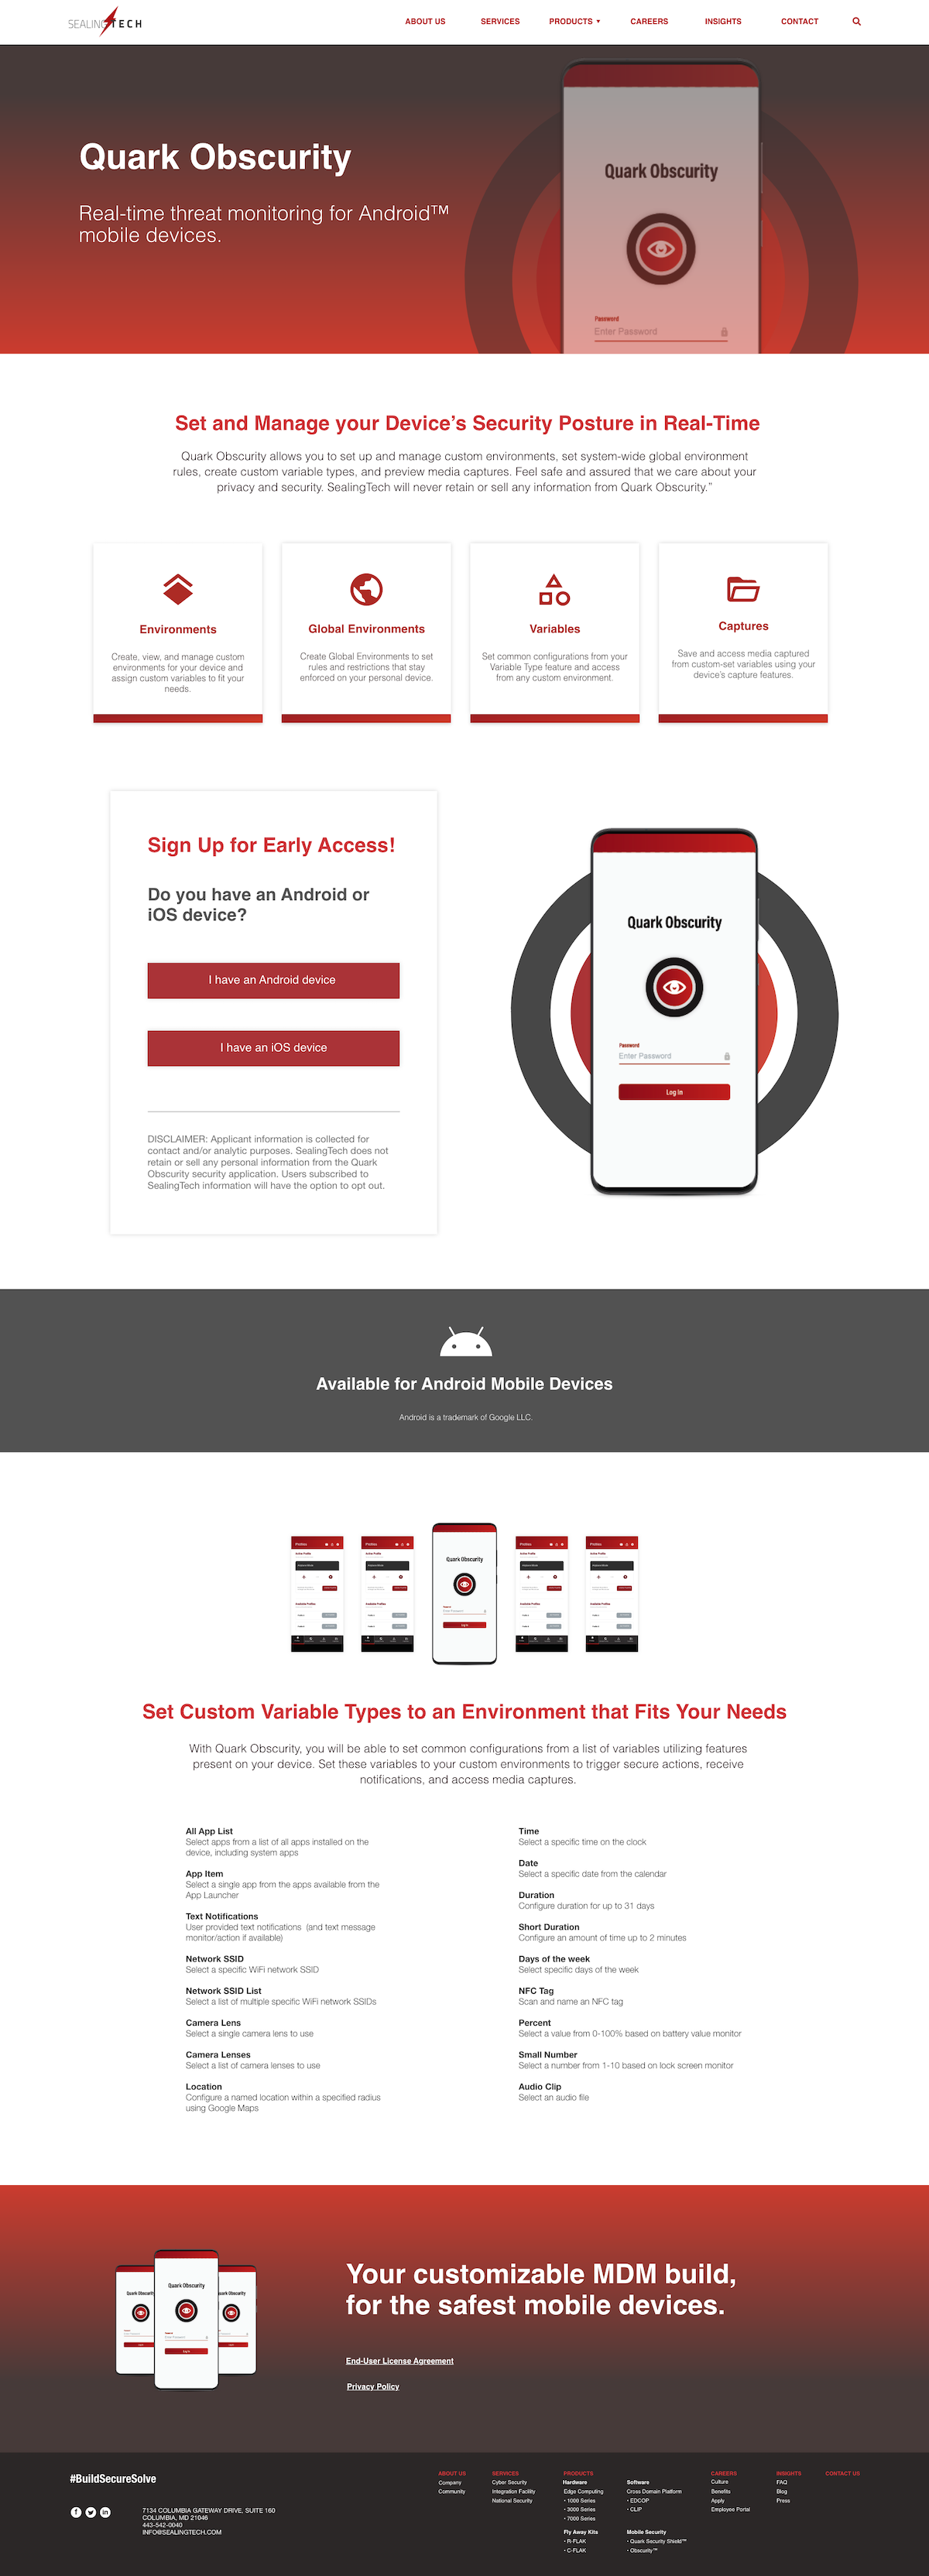 SEALINGTECH
ABOUT US SERVICES PRODUCTS ▼ CAREERS INSIGHTS CONTACT
Quark Obscurity
Real-time threat monitoring for Android™
mobile devices.
Quark Obscurity
Password
Enter Password
Set and Manage your Device’s Security Posture in Real-Time
Quark Obscurity allows you to set up and manage custom environments, set system-wide global environment
rules, create custom variable types, and preview media captures. Feel safe and assured that we care about your
privacy and security. SealingTech will never retain or sell any information from Quark Obscurity.”
Environments
Create, view, and manage custom
environments for your device and
assign custom variables to fit your
needs.
Global Environments
Create Global Environments to set
rules and restrictions that stay
enforced on your personal device.
Variables
Set common configurations from your
Variable Type feature and access
from any custom environment.
Captures
Save and access media captured
from custom-set variables using your
device’s capture features.
Sign Up for Early Access!
Do you have an Android or
iOS device?
I have an Android device
I have an iOS device
DISCLAIMER: Applicant information is collected for
contact and/or analytic purposes. SealingTech does not
retain or sell any personal information from the Quark
Obscurity security application. Users subscribed to
SealingTech information will have the option to opt out.
Quark Obscurity
Password
Enter Password
Log In
Available for Android Mobile Devices
Android is a trademark of Google LLC.
Quark Obscurity
Log In
Set Custom Variable Types to an Environment that Fits Your Needs
With Quark Obscurity, you will be able to set common configurations from a list of variables utilizing features
present on your device. Set these variables to your custom environments to trigger secure actions, receive
notifications, and access media captures.
All App List
Select apps from a list of all apps installed on the
device, including system apps
App Item
Select a single app from the apps available from the
App Launcher
Text Notifications
User provided text notifications (and text message
monitor/action if available)
Network SSID
Select a specific WiFi network SSID
Network SSID List
Select a list of multiple specific WiFi network SSIDs
Camera Lens
Select a single camera lens to use
Camera Lenses
Select a list of camera lenses to use
Location
Configure a named location within a specified radius
using Google Maps
Time
Select a specific time on the clock
Date
Select a specific date from the calendar
Duration
Configure duration for up to 31 days
Short Duration
Configure an amount of time up to 2 minutes
Days of the week
Select specific days of the week
NFC Tag
Scan and name an NFC tag
Percent
Select a value from 0-100% based on battery value monitor
Small Number
Select a number from 1-10 based on lock screen monitor
Audio Clip
Select an audio file
Quark Obscurity
Your customizable MDM build,
for the safest mobile devices.
End-User License Agreement
Privacy Policy
#BuildSecureSolve
7134 COLUMBIA GATEWAY DRIVE, SUITE 160
COLUMBIA, MD 21046
443-542-0040
INFO@SEALINGTECH.COM
ABOUT US
Company
Community
SERVICES
Cyber Security
Integration Facility
National Security
PRODUCTS
Hardware
Edge Computing
• 1000 Series
• 3000 Series
• 7000 Series
Fly Away Kits
• R-FLAK
• C-FLAK
Software
Cross Domain Platform
• EDCOP
• CLIP
Mobile Security
• Quark Security Shield™
• Obscurity™
CAREERS
Culture
Benefits
Apply
Employee Portal
INSIGHTS
FAQ
Blog
Press
CONTACT US